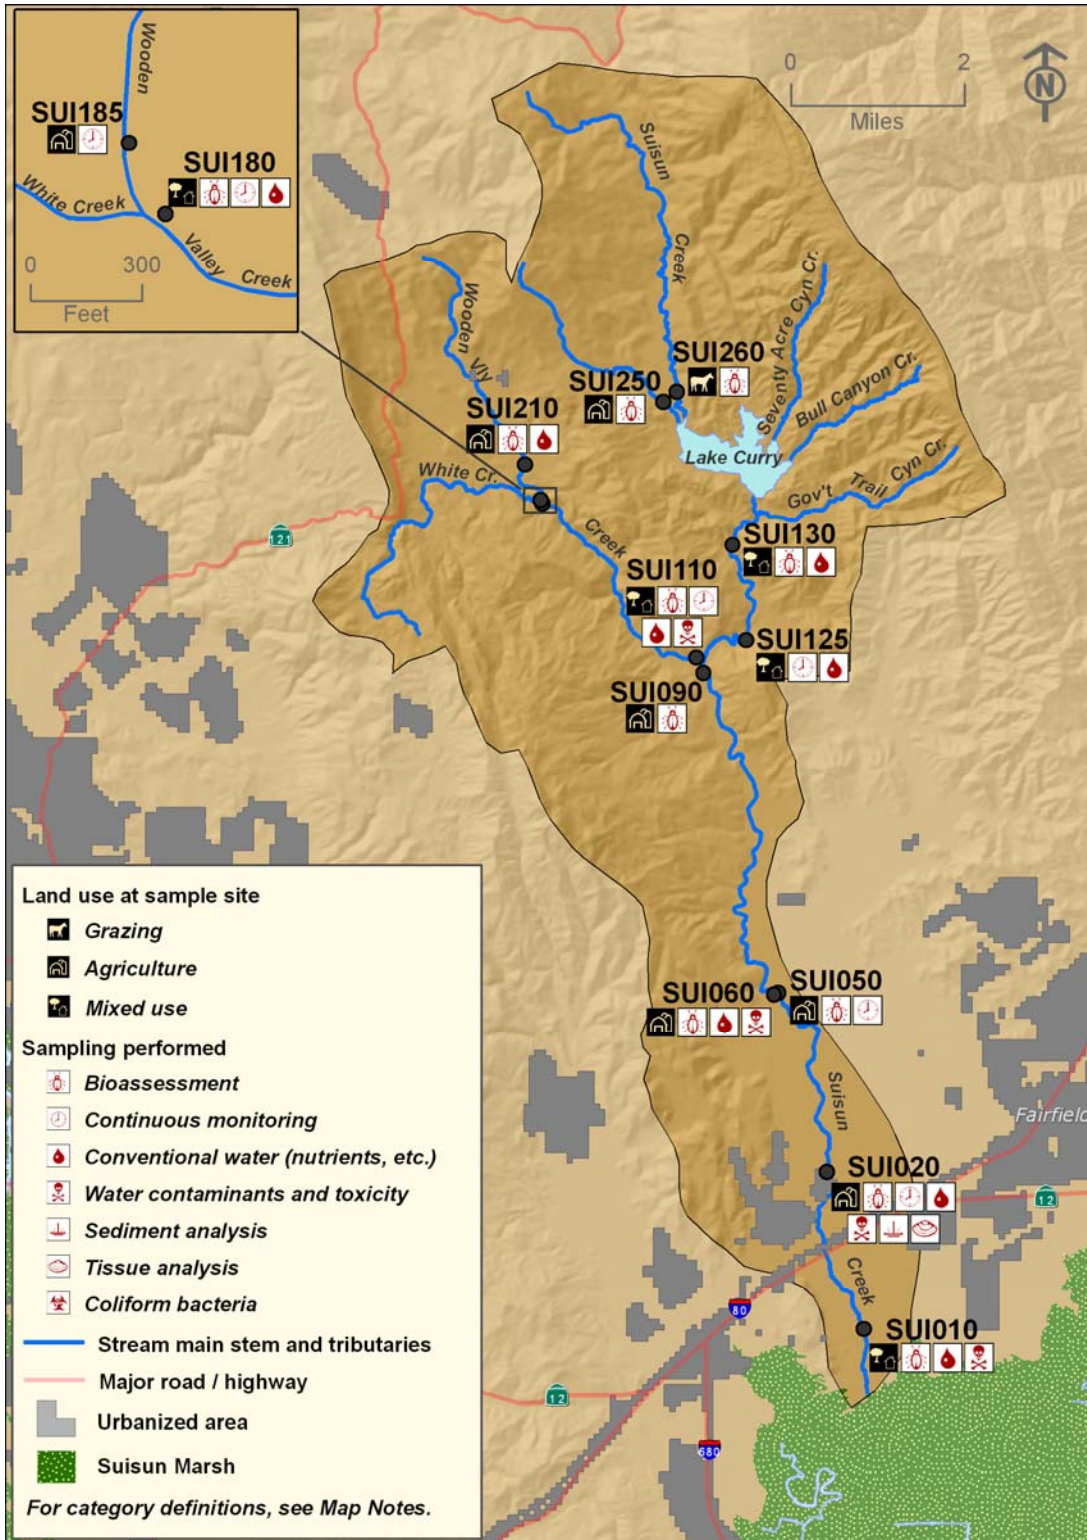 Wooden
SUI185
SUI180
White Creek
Valley
Creek
0 300
Feet
0 2
Miles
N
Suisun
Creek
Wooden
Vly
Seventy Acre Cyn Cr.
Bull Canyon Cr.
SUI260
SUI250
SUI210
Lake Curry
White Cr.
Gov't Trail Cyn Cr.
Creek
SUI130
121
SUI110
SUI125
SUI090
SUI060
SUI050
Suisun
Fairfield
SUI020
12
Creek
80
SUI010
12
680
Land use at sample site
Grazing
Agriculture
Mixed use
Sampling performed
Bioassessment
Continuous monitoring
Conventional water (nutrients, etc.)
Water contaminants and toxicity
Sediment analysis
Tissue analysis
Coliform bacteria
Stream main stem and tributaries
Major road / highway
Urbanized area
Suisun Marsh
For category definitions, see Map Notes.